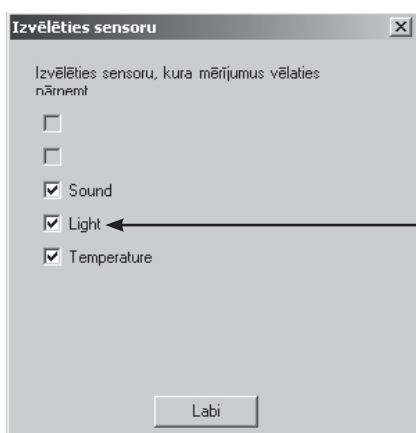 Izvēlēties sensoru
Izvēlēties sensoru, kura mērījumus vēlaties
pārņemt
Sound
Light
Temperature
Labi